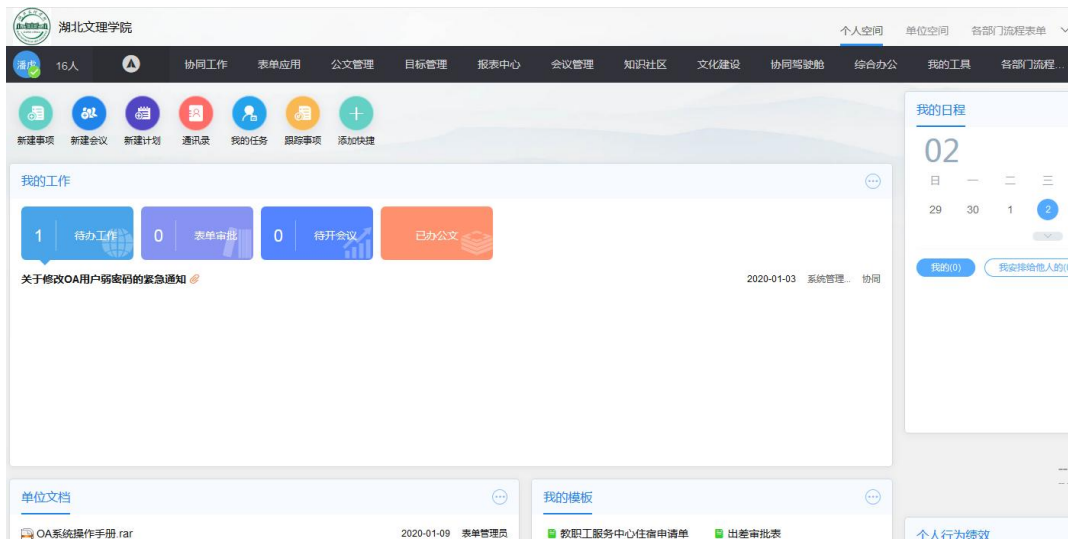 湖北文理学院
个人空间 单位空间 各部门流程表单
潘虎 16人 协同工作 表单应用 公文管理 目标管理 报表中心 会议管理 知识社区 文化建设 协同驾驶舱 综合办公 我的工具 各部门流程...
新建事项 新建会议 新建计划 通讯录 我的任务 跟踪事项 添加快捷
我的日程
02
日 一 二 三
29 30 1 2
我的(0) 我安排给他人的(
我的工作
1 待办工作 0 表单审批 0 待开会议 已办公文
关于修改OA用户弱密码的紧急通知 2020-01-03 系统管理... 协同
单位文档
OA系统操作手册.rar 2020-01-09 表单管理员
我的模板
教职工服务中心住宿申请单 出差审批表
个人行为绩效